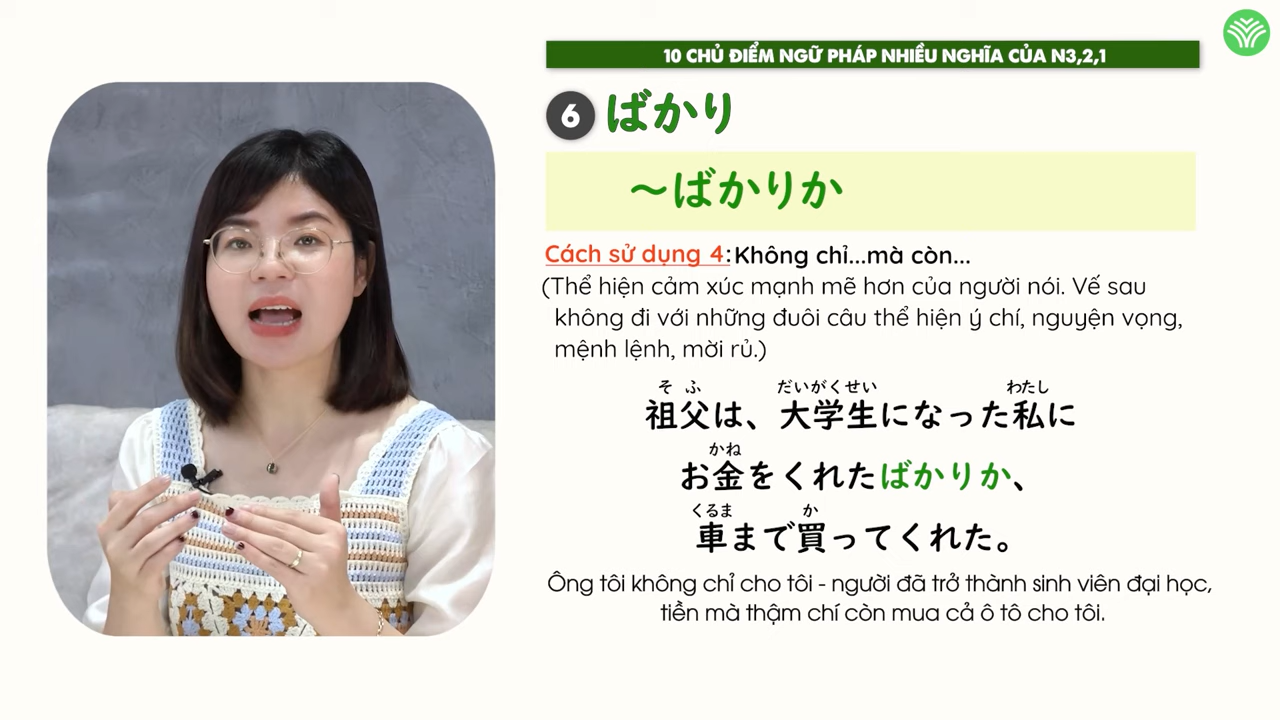 10 CHỦ ĐIỂM NGỮ PHÁP NHIỀU NGHĨA CỦA N3,2,1
6 ばかり
～ばかりか
Cách sử dụng 4: Không chỉ...mà còn...
(Thể hiện cảm xúc mạnh mẽ hơn của người nói. Vế sau
không đi với những đuôi câu thể hiện ý chí, nguyện vọng,
mệnh lệnh, mời rủ.)
そ ふ だいがくせい わたし
祖父は、大学生になった私に
かね
お金をくれたばかりか、
くるま か
車まで買ってくれた。
Ông tôi không chỉ cho tôi - người đã trở thành sinh viên đại học,
tiền mà thậm chí còn mua cả ô tô cho tôi.